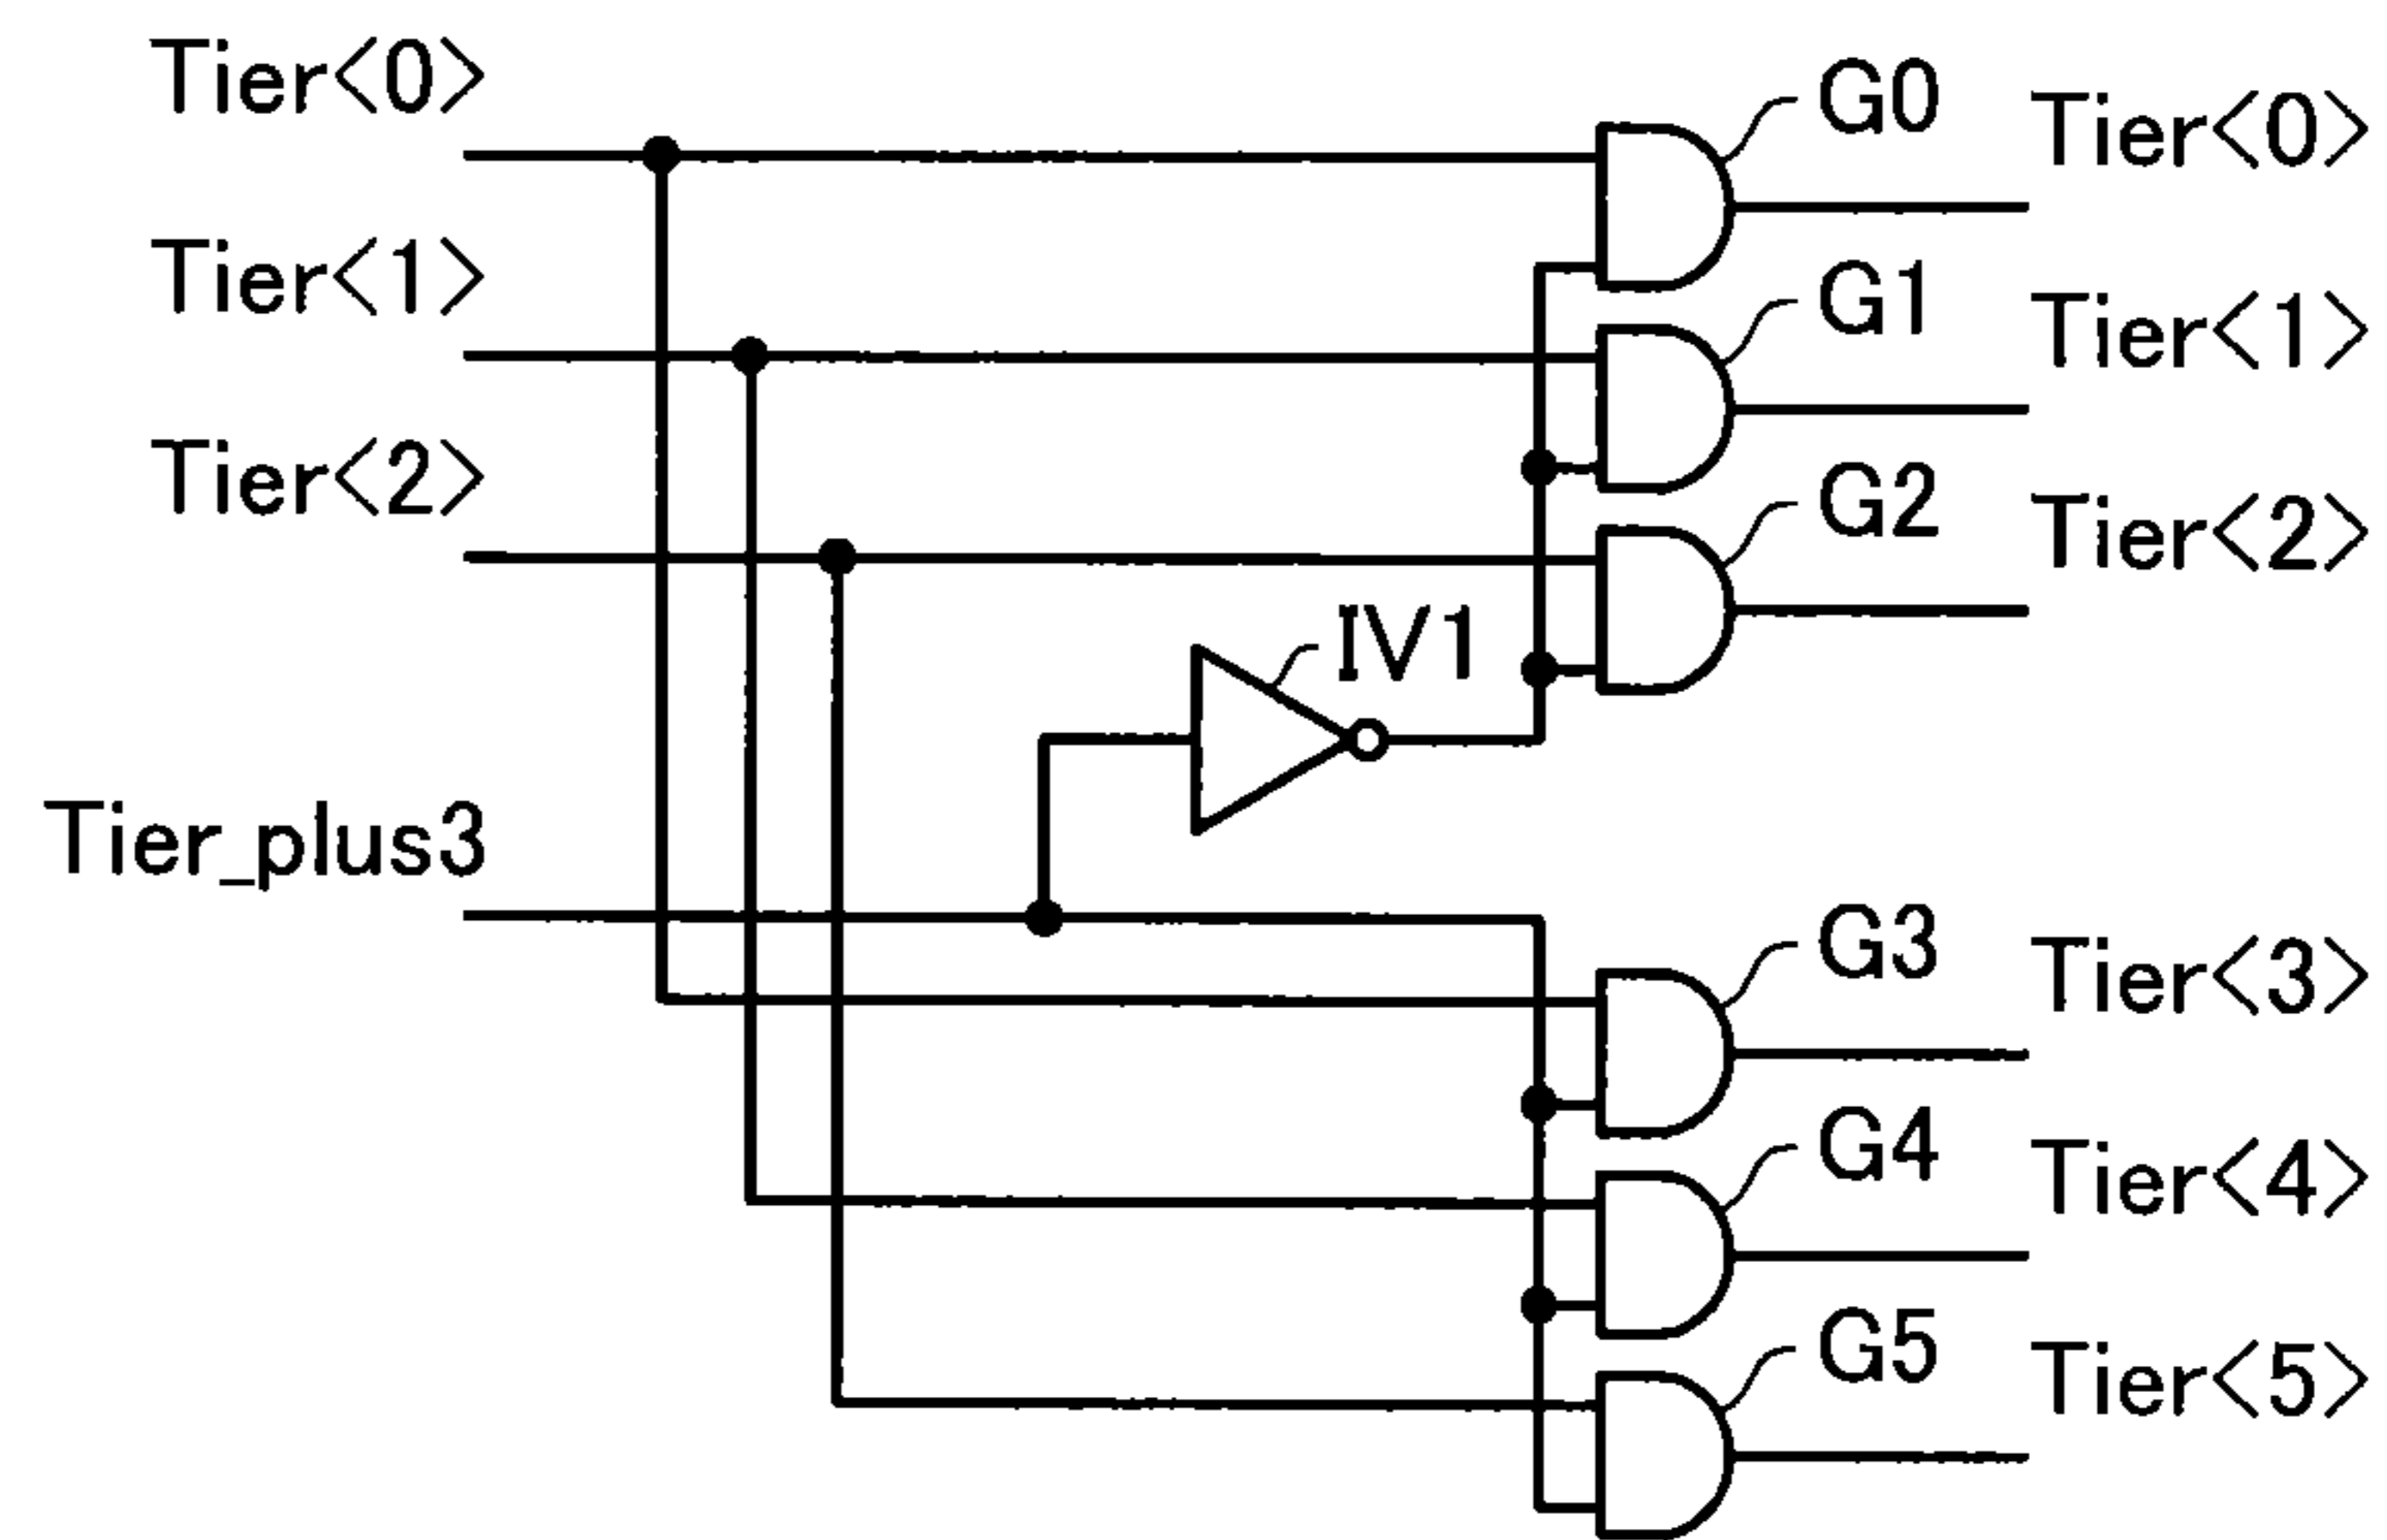 Tier<0>
G0
Tier<0>
Tier<1>
G1
Tier<1>
Tier<2>
G2
Tier<2>
IV1
Tier_plus3
G3
Tier<3>
G4
Tier<4>
G5
Tier<5>